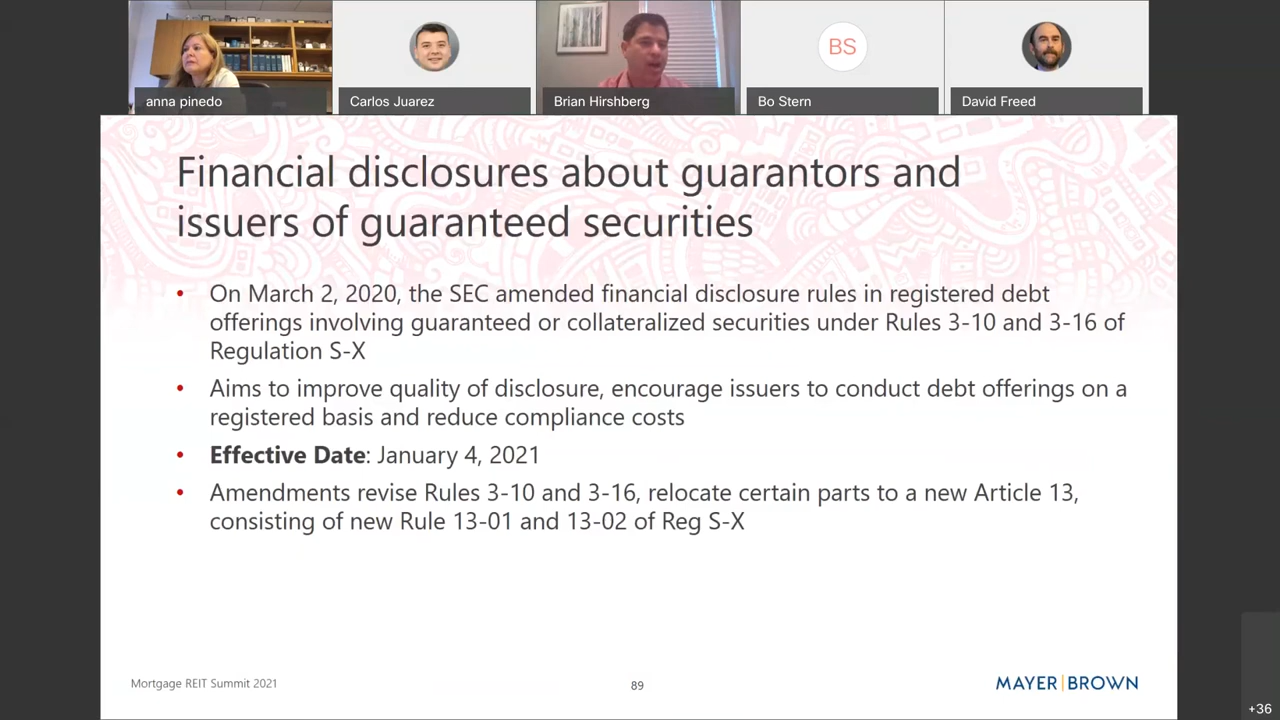 anna pinedo
Carlos Juarez
Brian Hirshberg
BS
Bo Stern
David Freed
Financial disclosures about guarantors and
issuers of guaranteed securities
• On March 2, 2020, the SEC amended financial disclosure rules in registered debt
offerings involving guaranteed or collateralized securities under Rules 3-10 and 3-16 of
Regulation S-X
• Aims to improve quality of disclosure, encourage issuers to conduct debt offerings on a
registered basis and reduce compliance costs
• Effective Date: January 4, 2021
• Amendments revise Rules 3-10 and 3-16, relocate certain parts to a new Article 13,
consisting of new Rule 13-01 and 13-02 of Reg S-X
Mortgage REIT Summit 2021
89
MAYER|BROWN
+36